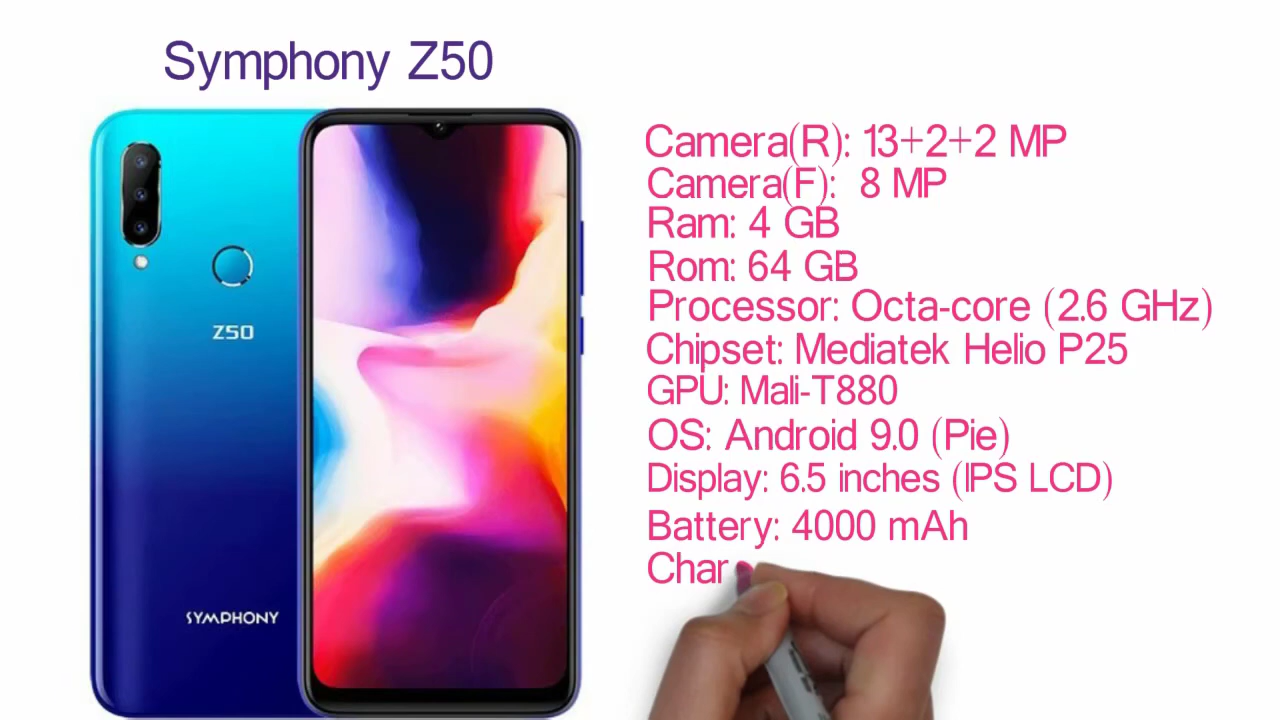 Symphony Z50
Z50
SYMPHONY
Camera(R): 13+2+2 MP
Camera(F): 8 MP
Ram: 4 GB
Rom: 64 GB
Processor: Octa-core (2.6 GHz)
Chipset: Mediatek Helio P25
GPU: Mali-T880
OS: Android 9.0 (Pie)
Display: 6.5 inches (IPS LCD)
Battery: 4000 mAh
Char